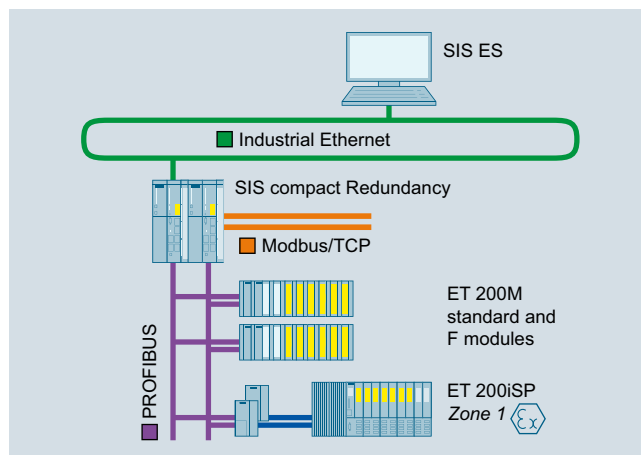 SIS ES
Industrial Ethernet
SIS compact Redundancy
Modbus/TCP
PROFIBUS
ET 200M
standard and
F modules
ET 200iSP
Zone 1 εx